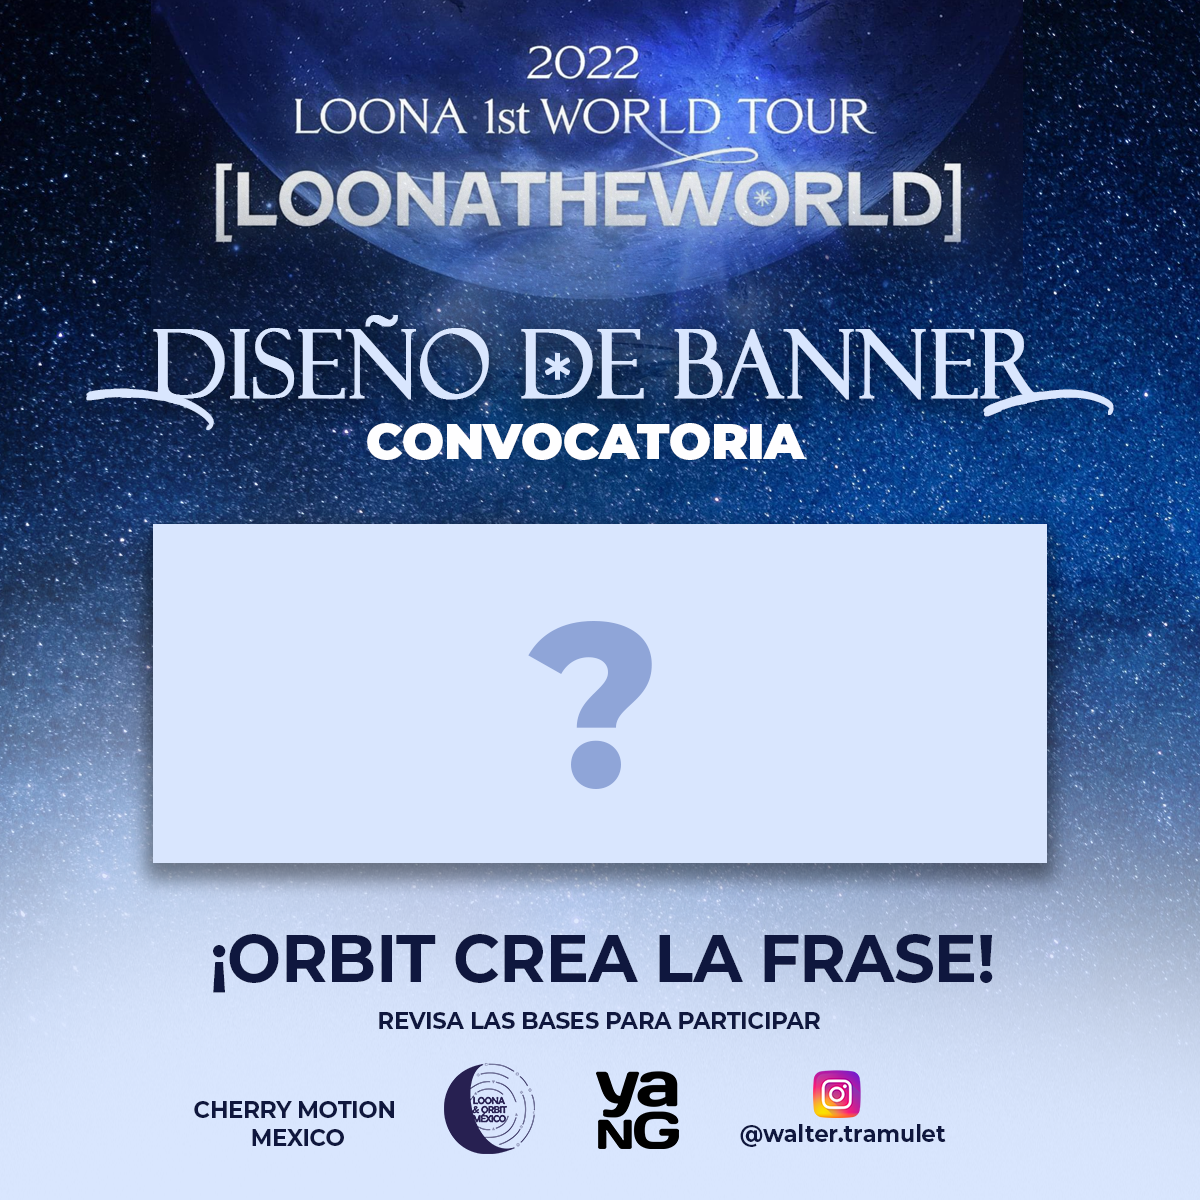 2022
LOONA 1st WORLD TOUR
[LOONATHEWORLD]
DISEÑO DE BANNER
CONVOCATORIA
?
¡ORBIT CREA LA FRASE!
REVISA LAS BASES PARA PARTICIPAR
CHERRY MOTION
MEXICO
LOONA
& ORBIT
MÉXICO
ya
NG
@walter.tramulet